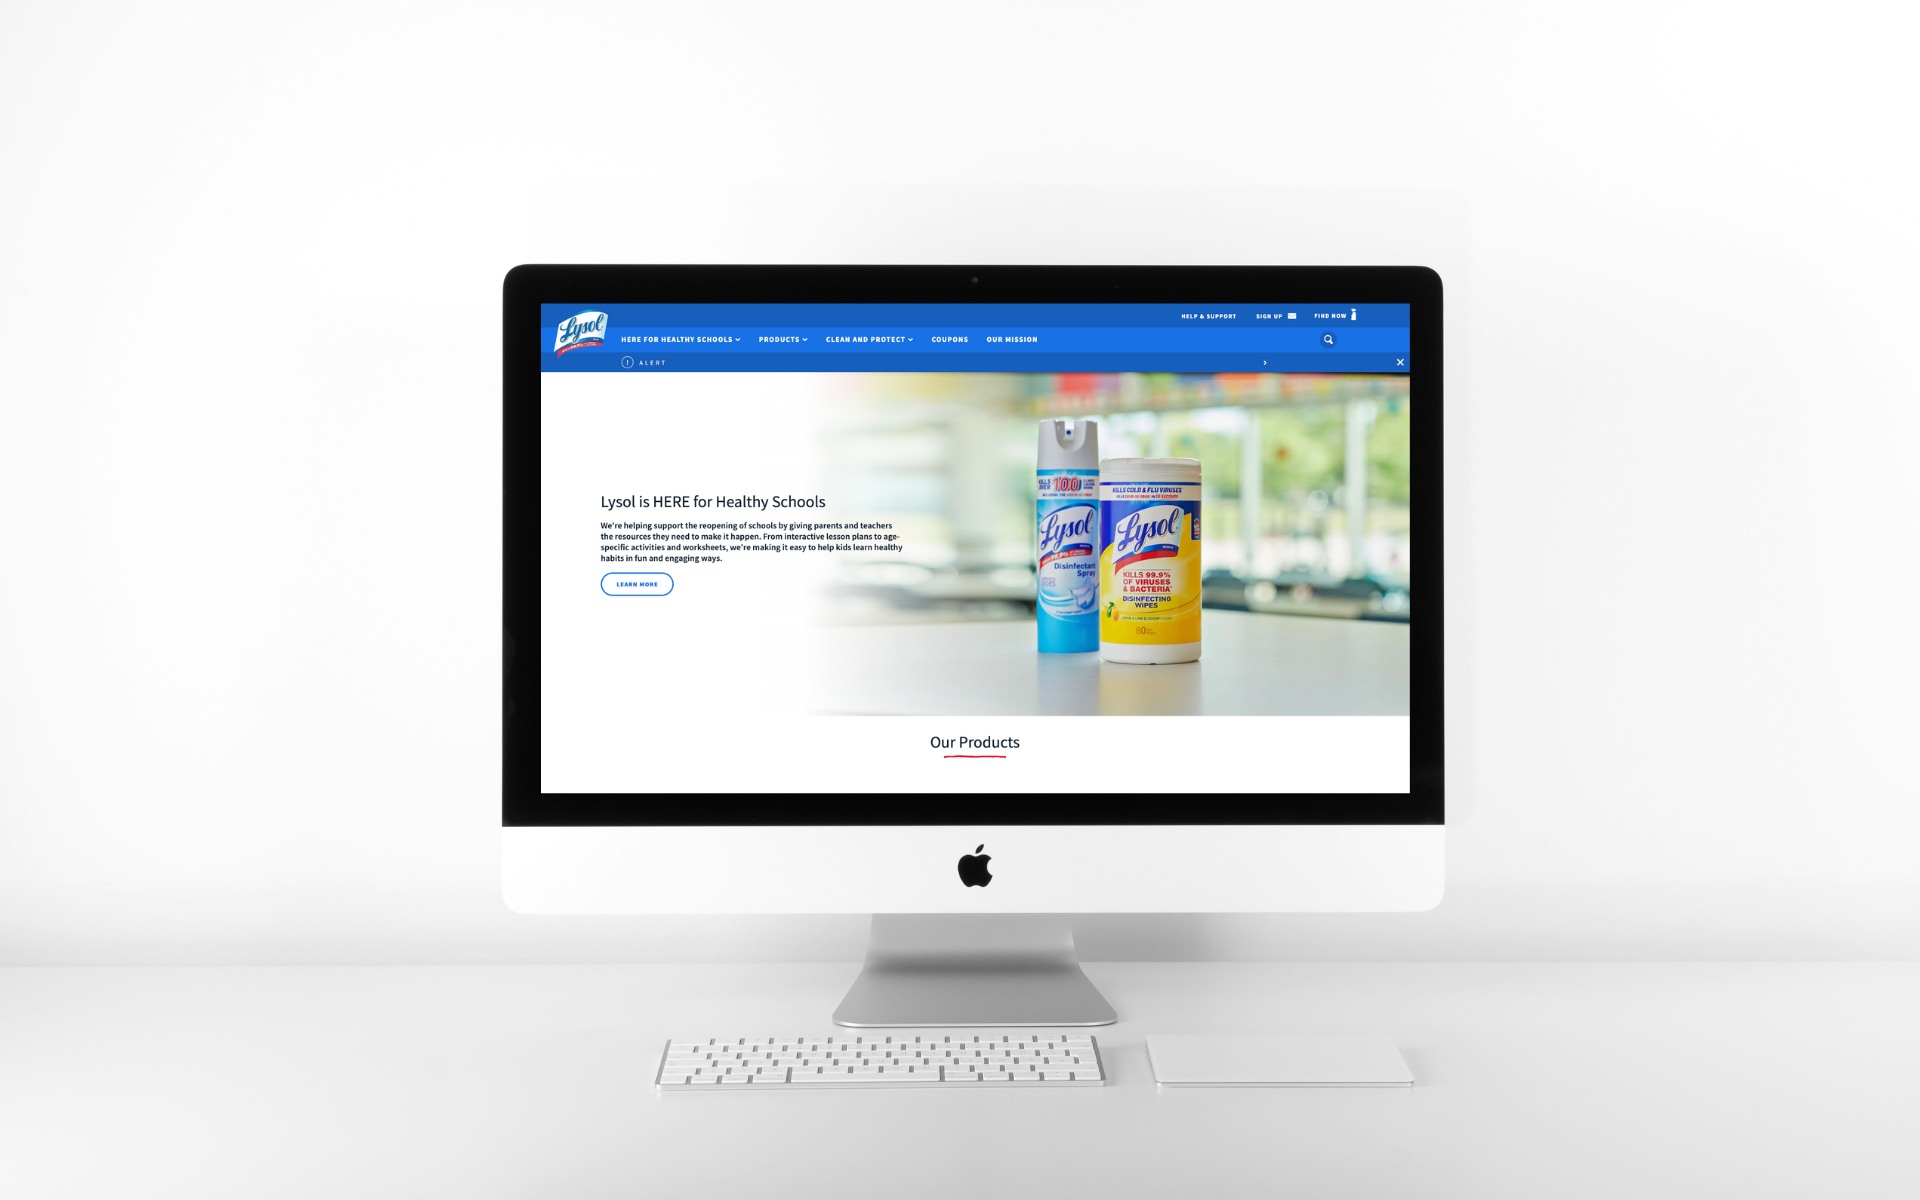 HELP & SUPPORT SIGN UP FIND NOW
Lysol
HERE FOR HEALTHY SCHOOLS PRODUCTS CLEAN AND PROTECT COUPONS OUR MISSION
ALERT
Lysol is HERE for Healthy Schools
We're helping support the reopening of schools by giving parents and teachers
the resources they need to make it happen. From interactive lesson plans to age-
specific activities and worksheets, we're making it easy to help kids learn healthy
habits in fun and engaging ways.
LEARN MORE
KILLS
OVER 100
Lysol
Disinfectant
Spray
KILLS COLD & FLU VIRUSES
Lysol
KILLS 99.9%
OF VIRUSES
& BACTERIA
DISINFECTING
WIPES
80
Our Products